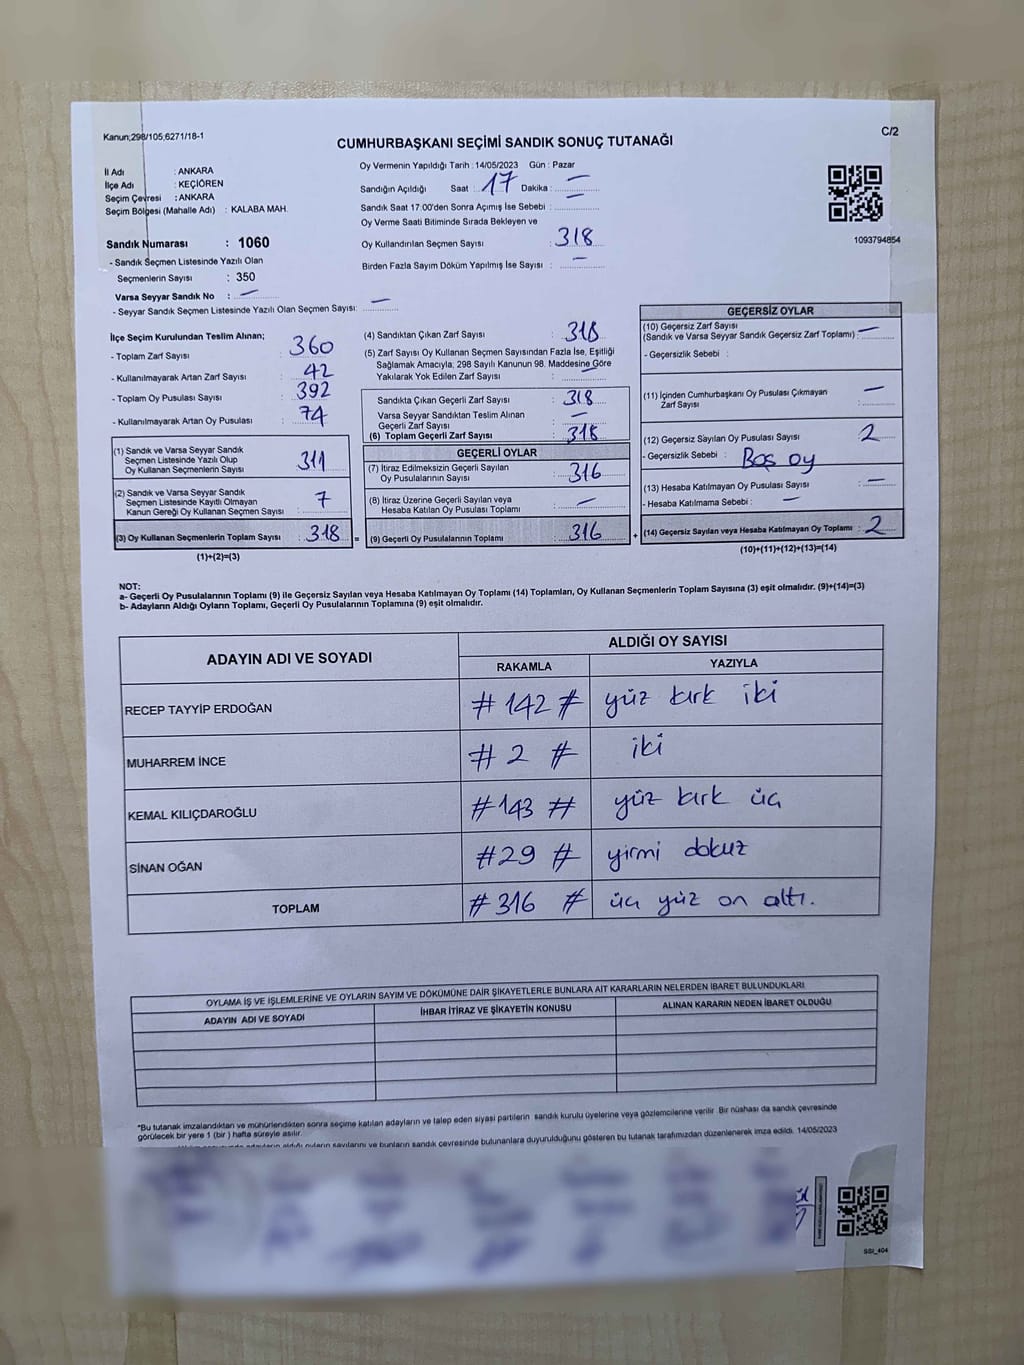 Kanun;298/105,6271/18-1
C/2
CUMHURBAŞKANI SEÇİMİ SANDIK SONUÇ TUTANAĞI
İl Adı : ANKARA
İlçe Adı : KEÇİÖREN
Seçim Çevresi : ANKARA
Seçim Bölgesi (Mahalle Adı) : KALABA MAH.
Sandık Numarası : 1060
- Sandık Seçmen Listesinde Yazılı Olan
Seçmenlerin Sayısı : 350
Varsa Seyyar Sandık No : —
- Seyyar Sandık Seçmen Listesinde Yazılı Olan Seçmen Sayısı: —
Oy Vermenin Yapıldığı Tarih : 14/05/2023 Gün : Pazar
Sandığın Açıldığı Saat : 17 Dakika : —
Sandık Saat 17:00'den Sonra Açımış İse Sebebi : —
Oy Verme Saati Bitiminde Sırada Bekleyen ve
Oy Kullandırılan Seçmen Sayısı : 318
Birden Fazla Sayım Döküm Yapılmış İse Sayısı : —
1093794854
İlçe Seçim Kurulundan Teslim Alınan;
- Toplam Zarf Sayısı : 360
- Kullanılmayarak Artan Zarf Sayısı : 42
- Toplam Oy Pusulası Sayısı : 392
- Kullanılmayarak Artan Oy Pusulası : 74
(1) Sandık ve Varsa Seyyar Sandık
Seçmen Listesinde Yazılı Olup
Oy Kullanan Seçmenlerin Sayısı : 311
(2) Sandık ve Varsa Seyyar Sandık
Seçmen Listesinde Kayıtlı Olmayan
Kanun Gereği Oy Kullanan Seçmen Sayısı : 7
(3) Oy Kullanan Seçmenlerin Toplam Sayısı : 318 =
(1)+(2)=(3)
(4) Sandıktan Çıkan Zarf Sayısı : 318
(5) Zarf Sayısı Oy Kullanan Seçmen Sayısından Fazla İse, Eşitliği
Sağlamak Amacıyla, 298 Sayılı Kanunun 98. Maddesine Göre
Yakılarak Yok Edilen Zarf Sayısı : —
Sandıkta Çıkan Geçerli Zarf Sayısı : 318
Varsa Seyyar Sandıktan Teslim Alınan
Geçerli Zarf Sayısı : —
(6) Toplam Geçerli Zarf Sayısı : 318
GEÇERLİ OYLAR
(7) İtiraz Edilmeksizin Geçerli Sayılan
Oy Pusulalarının Sayısı : 316
(8) İtiraz Üzerine Geçerli Sayılan veya
Hesaba Katılan Oy Pusulası Toplamı : —
(9) Geçerli Oy Pusulalarının Toplamı : 316 +
GEÇERSİZ OYLAR
(10) Geçersiz Zarf Sayısı
(Sandık ve Varsa Seyyar Sandık Geçersiz Zarf Toplamı) : —
- Geçersizlik Sebebi :
(11) İçinden Cumhurbaşkanı Oy Pusulası Çıkmayan
Zarf Sayısı : —
(12) Geçersiz Sayılan Oy Pusulası Sayısı : 2
- Geçersizlik Sebebi : Boş oy
(13) Hesaba Katılmayan Oy Pusulası Sayısı : —
- Hesaba Katılmama Sebebi : —
(14) Geçersiz Sayılan veya Hesaba Katılmayan Oy Toplamı : 2
(10)+(11)+(12)+(13)=(14)
NOT:
a- Geçerli Oy Pusulalarının Toplamı (9) ile Geçersiz Sayılan veya Hesaba Katılmayan Oy Toplamı (14) Toplamları, Oy Kullanan Seçmenlerin Toplam Sayısına (3) eşit olmalıdır. (9)+(14)=(3)
b- Adayların Aldığı Oyların Toplamı, Geçerli Oy Pusulalarının Toplamına (9) eşit olmalıdır.
ADAYIN ADI VE SOYADI
ALDIĞI OY SAYISI
RAKAMLA YAZIYLA
RECEP TAYYİP ERDOĞAN # 142 # yüz kırk iki
MUHARREM İNCE # 2 # iki
KEMAL KILIÇDAROĞLU # 143 # yüz kırk üç
SİNAN OĞAN # 29 # yirmi dokuz
TOPLAM # 316 # üç yüz on altı.
OYLAMA İŞ VE İŞLEMLERİNE VE OYLARIN SAYIM VE DÖKÜMÜNE DAİR ŞİKAYETLERLE BUNLARA AİT KARARLARIN NELERDEN İBARET BULUNDUKLARI
ADAYIN ADI VE SOYADI İHBAR İTİRAZ VE ŞİKAYETİN KONUSU ALINAN KARARIN NEDEN İBARET OLDUĞU
*Bu tutanak imzalandıktan ve mühürlendikten sonra seçime katılan adayların ve talep eden siyasi partilerin sandık kurulu üyelerine veya gözlemcilerine verilir. Bir nüshası da sandık çevresinde
görülecek bir yere 1 (bir ) hafta süreyle asılır.
adayların aldığı oyların sayılarını ve bunların sandık çevresinde bulunanlara duyurulduğunu gösteren bu tutanak tarafımızdan düzenlenerek imza edildi. 14/05/2023
SSI_404